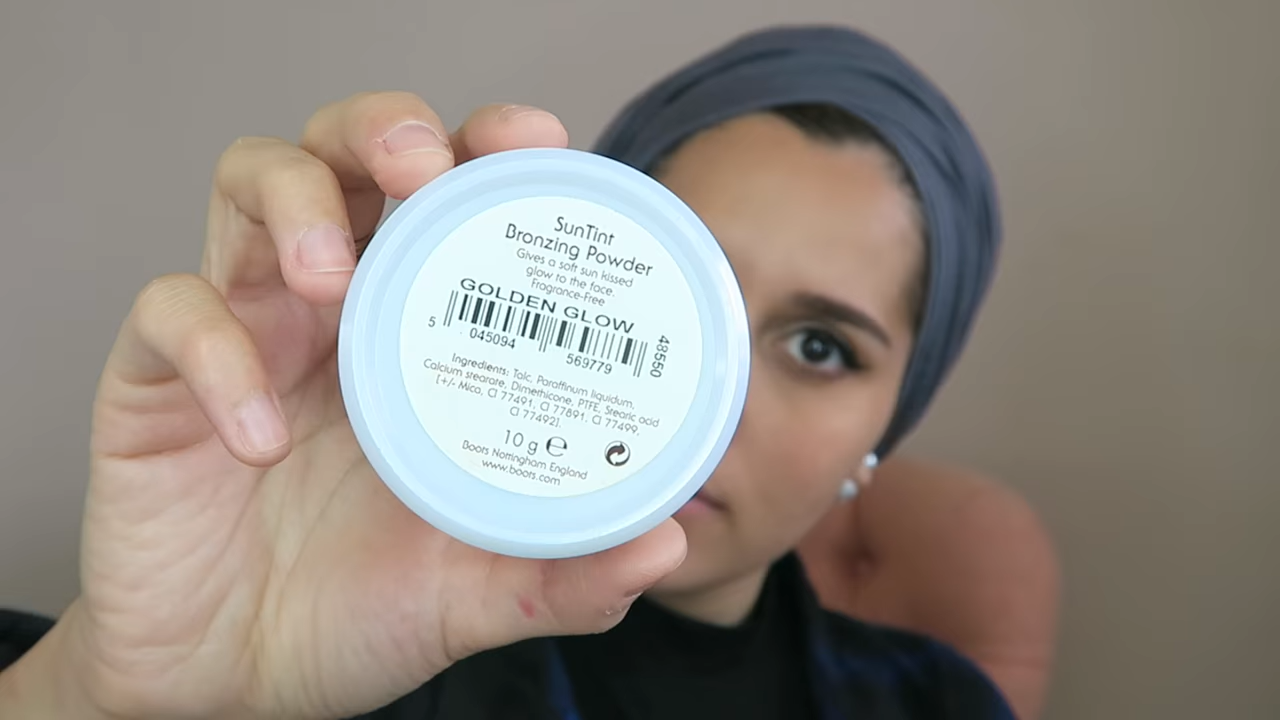 SunTint
Bronzing Powder
Gives a soft sun kissed
glow to the face.
Fragrance-Free
GOLDEN GLOW
5 045094 569779
48550
Ingredients: Talc, Paraffinum liquidum,
Calcium stearate, Dimethicone, PTFE, Stearic acid
[+/- Mica, CI 77491, CI 77891, CI 77499,
CI 77492].
10 g ℮
Boots Nottingham England
www.boots.com